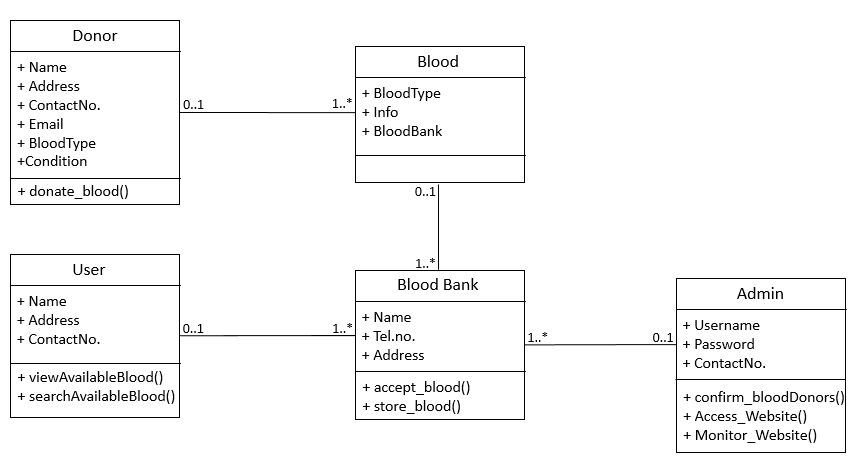 Donor
+ Name
+ Address
+ ContactNo.
+ Email
+ BloodType
+Condition
+ donate_blood()
0..1
1..*
Blood
+ BloodType
+ Info
+ BloodBank
0..1
1..*
User
+ Name
+ Address
+ ContactNo.
+ viewAvailableBlood()
+ searchAvailableBlood()
0..1
1..*
Blood Bank
+ Name
+ Tel.no.
+ Address
+ accept_blood()
+ store_blood()
1..*
0..1
Admin
+ Username
+ Password
+ ContactNo.
+ confirm_bloodDonors()
+ Access_Website()
+ Monitor_Website()